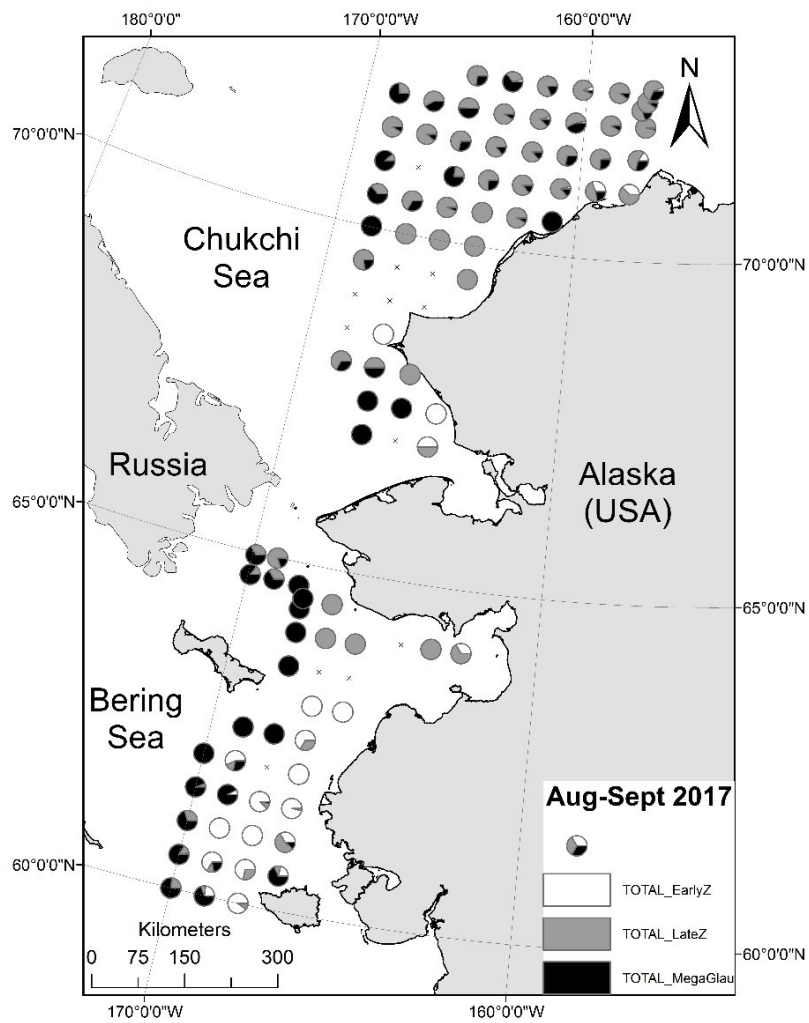 180°0'0"
170°0'0"W
160°0'0"W
N
70°0'0"N
Chukchi
Sea
70°0'0"N
Russia
Alaska
(USA)
65°0'0"N
65°0'0"N
Bering
Sea
Aug-Sept 2017
60°0'0"N
TOTAL_EarlyZ
TOTAL_LateZ
Kilometers
60°0'0"N
0 75 150 300
TOTAL_MegaGlau
170°0'0"W
160°0'0"W